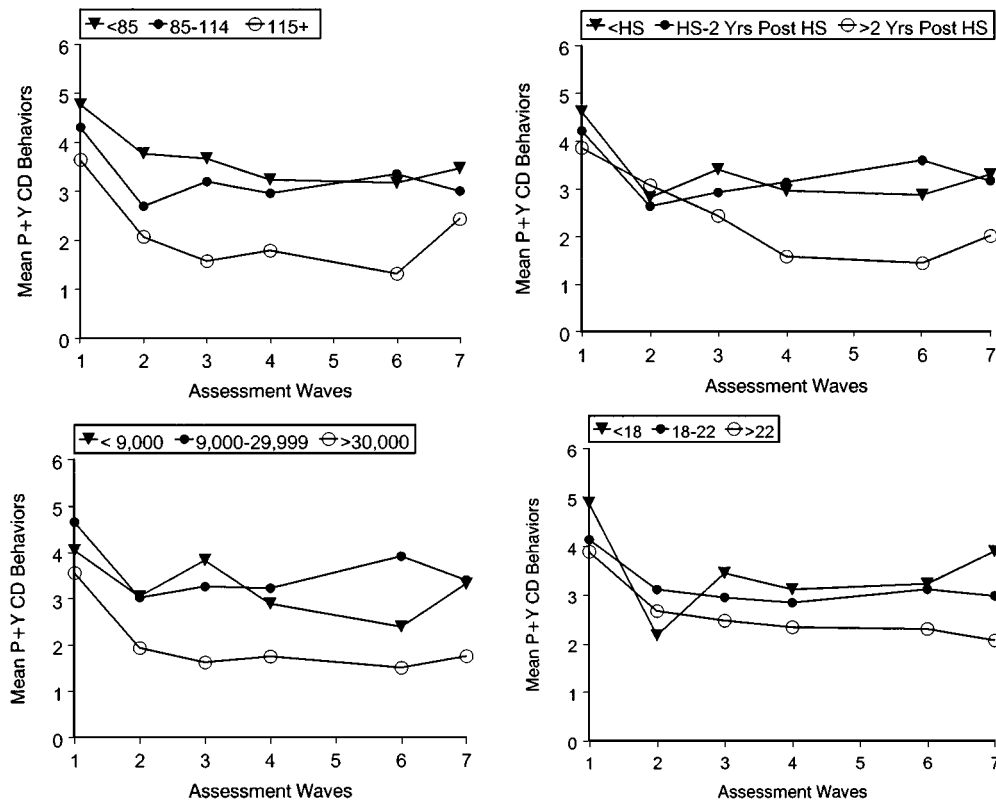 <85 85-114 115+
6
5
4
3
2
1
0
Mean P+Y CD Behaviors
1 2 3 4 5 6 7
Assessment Waves
<HS HS-2 Yrs Post HS >2 Yrs Post HS
6
5
4
3
2
1
0
Mean P+Y CD Behaviors
1 2 3 4 5 6 7
Assessment Waves
< 9,000 9,000-29,999 >30,000
6
5
4
3
2
1
0
Mean P+Y CD Behaviors
1 2 3 4 5 6 7
Assessment Waves
<18 18-22 >22
6
5
4
3
2
1
0
Mean P+Y CD Behaviors
1 2 3 4 5 6 7
Assessment Waves